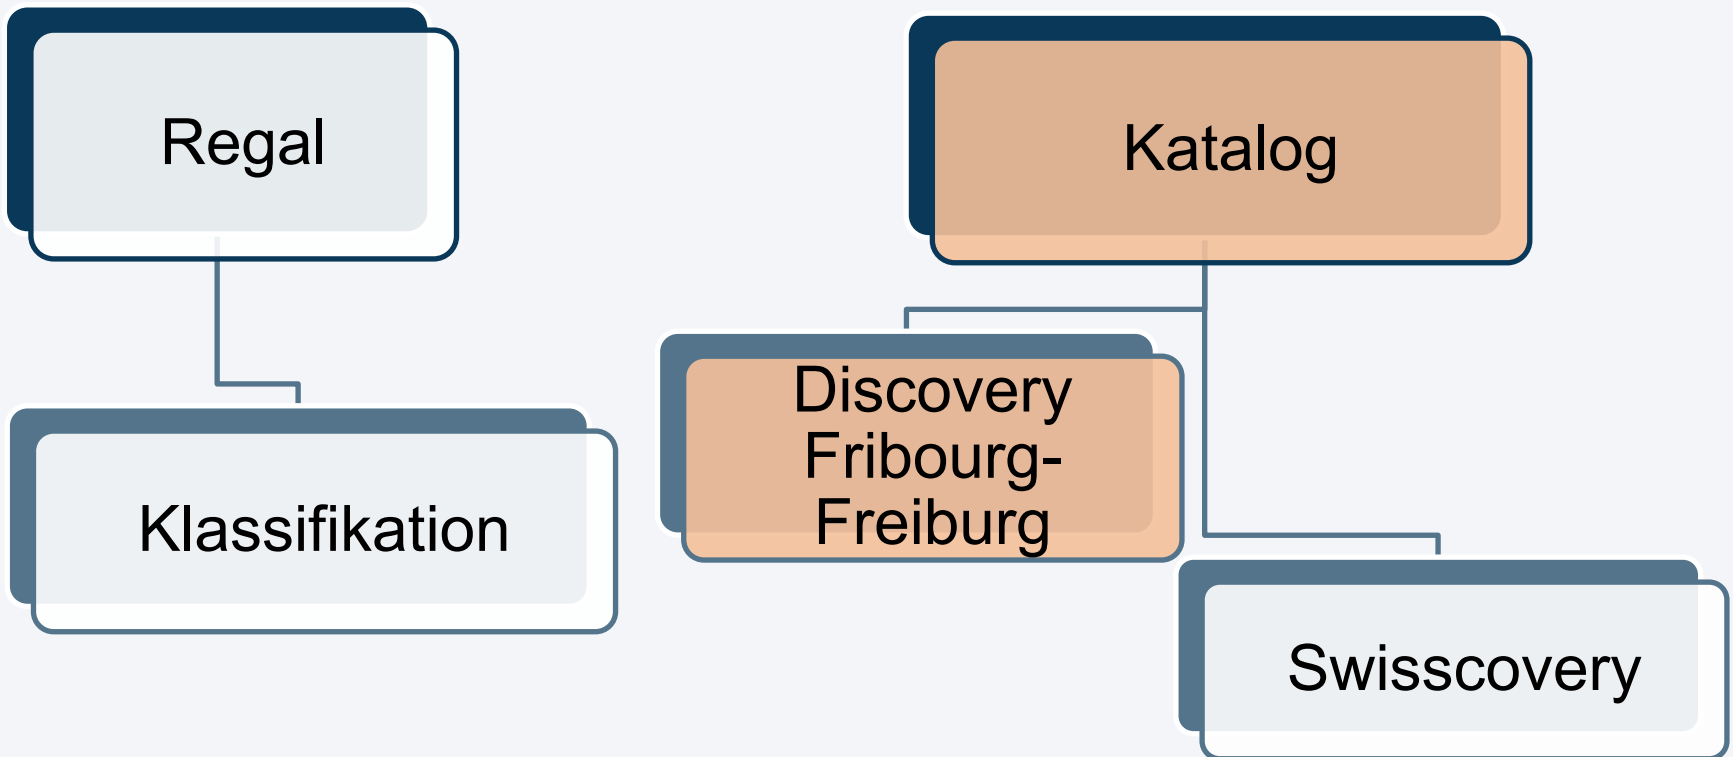 Regal
Klassifikation
Katalog
Discovery
Fribourg-
Freiburg
Swisscovery